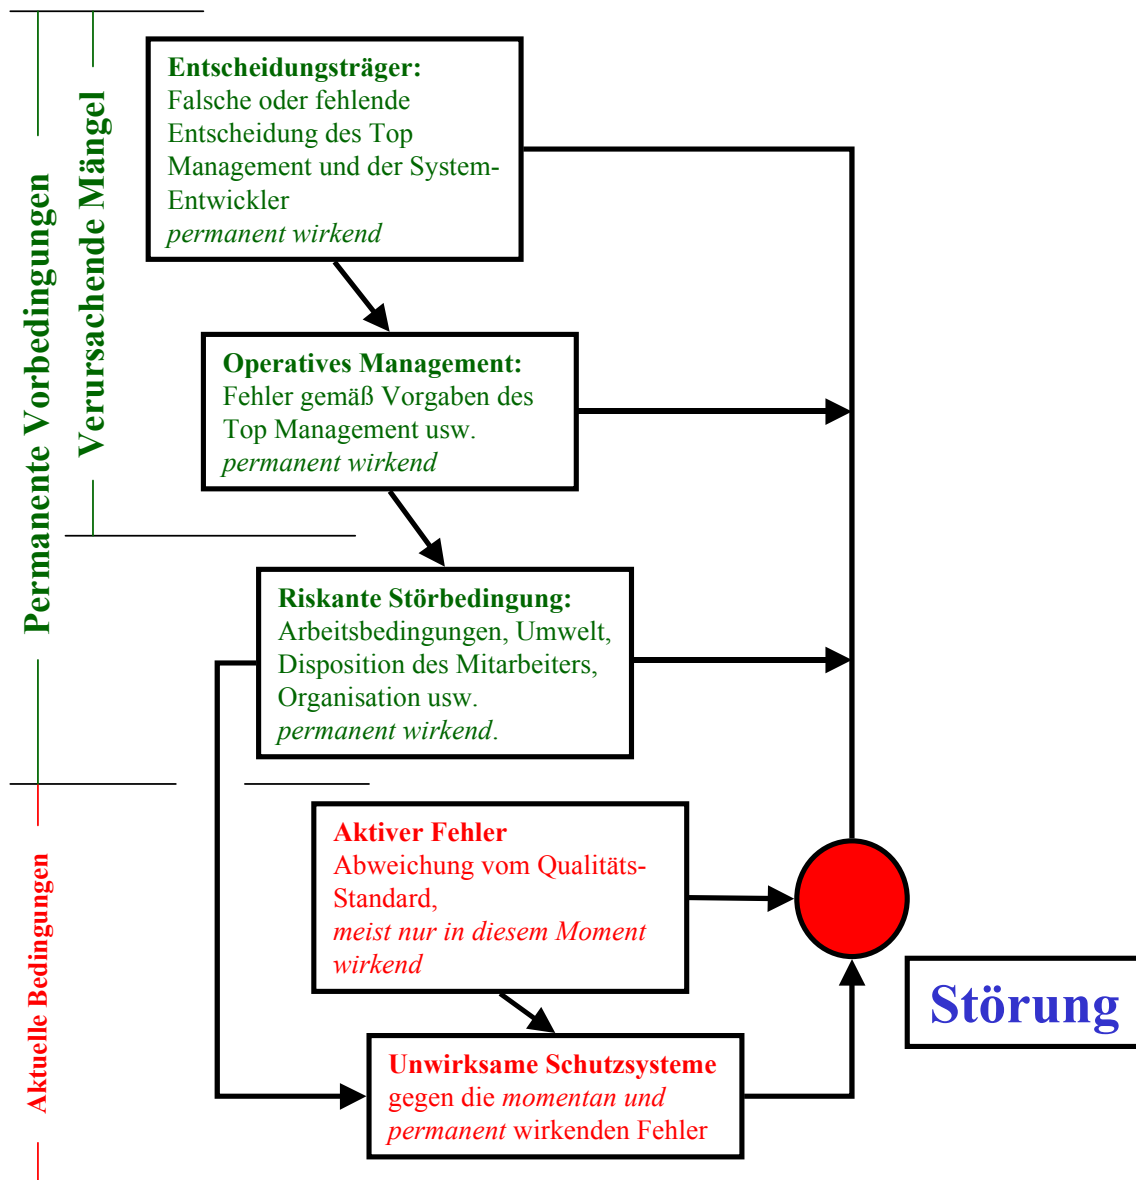 Permanente Vorbedingungen
Verursachende Mängel
Entscheidungsträger:
Falsche oder fehlende
Entscheidung des Top
Management und der System-
Entwickler
permanent wirkend
Operatives Management:
Fehler gemäß Vorgaben des
Top Management usw.
permanent wirkend
Riskante Störbedingung:
Arbeitsbedingungen, Umwelt,
Disposition des Mitarbeiters,
Organisation usw.
permanent wirkend.
Aktuelle Bedingungen
Aktiver Fehler
Abweichung vom Qualitäts-
Standard,
meist nur in diesem Moment
wirkend
Störung
Unwirksame Schutzsysteme
gegen die momentan und
permanent wirkenden Fehler